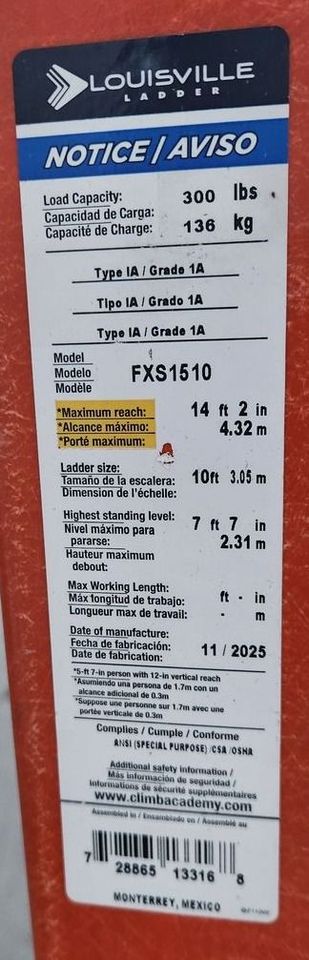 LOUISVILLE
LADDER
NOTICE / AVISO
Load Capacity: 300 lbs
Capacidad de Carga:
Capacité de Charge: 136 kg
Type IA / Grade 1A
Tipo IA / Grade 1A
Type IA / Grade 1A
Model
Modelo FXS1510
Modèle
*Maximum reach: 14 ft 2 in
*Alcance máximo: 4.32 m
*Porté maximum:
Ladder size:
Tamaño de la escalera: 10ft 3.05 m
Dimension de l'échelle:
Highest standing level: 7 ft 7 in
Nivel máximo para
pararse: 2.31 m
Hauteur maximum
debout:
Max Working Length: ft - in
Máx tongitud de trabajo:
Longueur max de travail: - m
Date of manufacture:
Fecha de fabricación: 11 / 2025
Date de fabrication:
*5-ft 7-in person with 12-in vertical reach
*Asumiendo una persona de 1.7m con un
alcance adicional de 0.3m
*Suppose une personne sur 1.7m avec une
portée verticale de 0.3m
Complies / Cumple / Conforme
ANSI (SPECIAL PURPOSE) /CSA /OSHA
Additional safety information /
Más información de seguridad /
Informations de sécurité supplémentaires
www.climbacademy.com
Assembled in / Ensamblado en / Assemblé au
7 28865 13316 8
MONTERREY, MEXICO